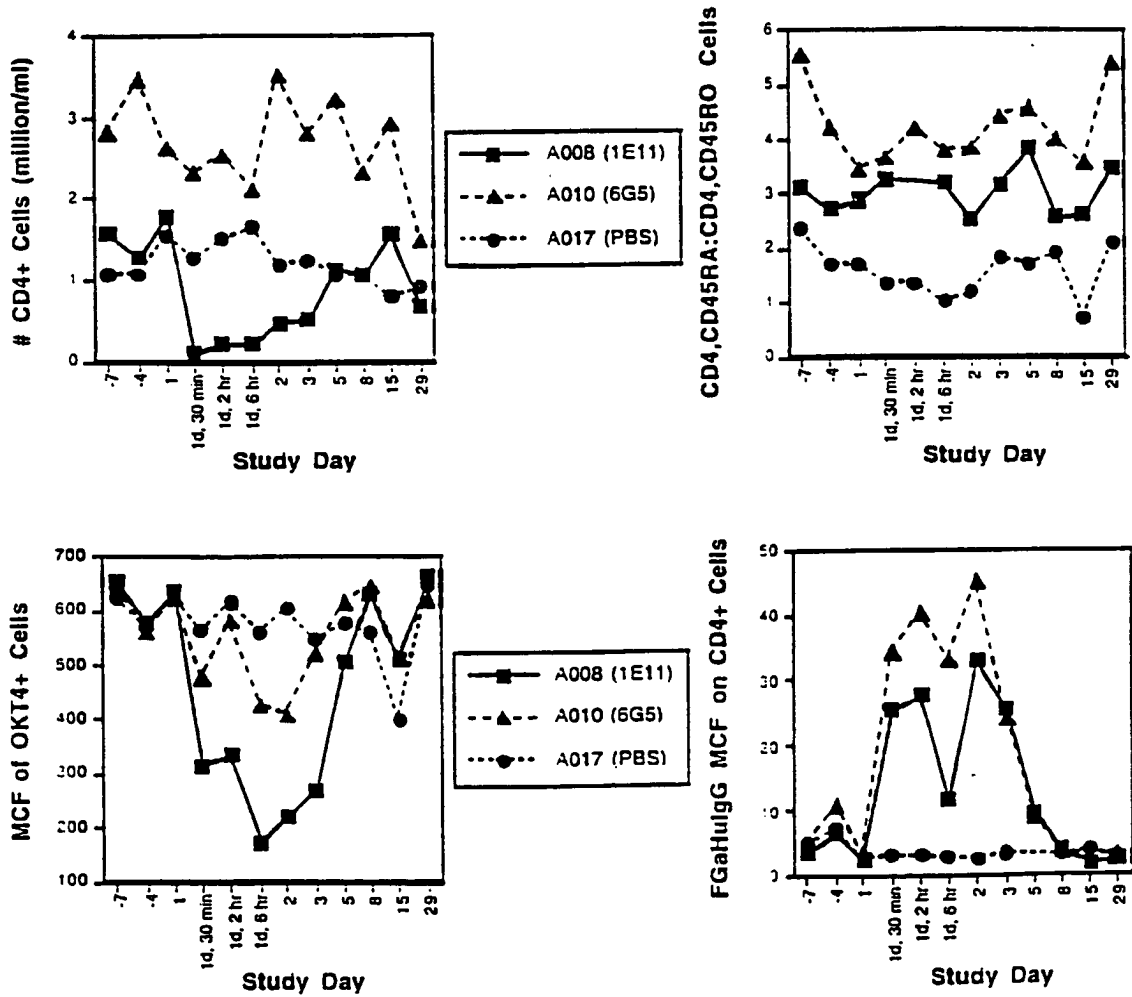 # CD4+ Cells (million/ml)
4
3
2
1
0
-7
-4
1
1d, 30 min
1d, 2 hr
1d, 6 hr
2
3
5
8
15
29
Study Day
A008 (1E11)
A010 (6G5)
A017 (PBS)
CD4,CD45RA:CD4,CD45RO Cells
6
5
4
3
2
1
0
-7
-4
1
1d, 30 min
1d, 2 hr
1d, 6 hr
2
3
5
8
15
29
Study Day
MCF of OKT4+ Cells
700
600
500
400
300
200
100
-7
-4
1
1d, 30 min
1d, 2 hr
1d, 6 hr
2
3
5
8
15
29
Study Day
A008 (1E11)
A010 (6G5)
A017 (PBS)
FGaHuIgG MCF on CD4+ Cells
50
40
30
20
10
0
-7
-4
1
1d, 30 min
1d, 2 hr
1d, 6 hr
2
3
5
8
15
29
Study Day